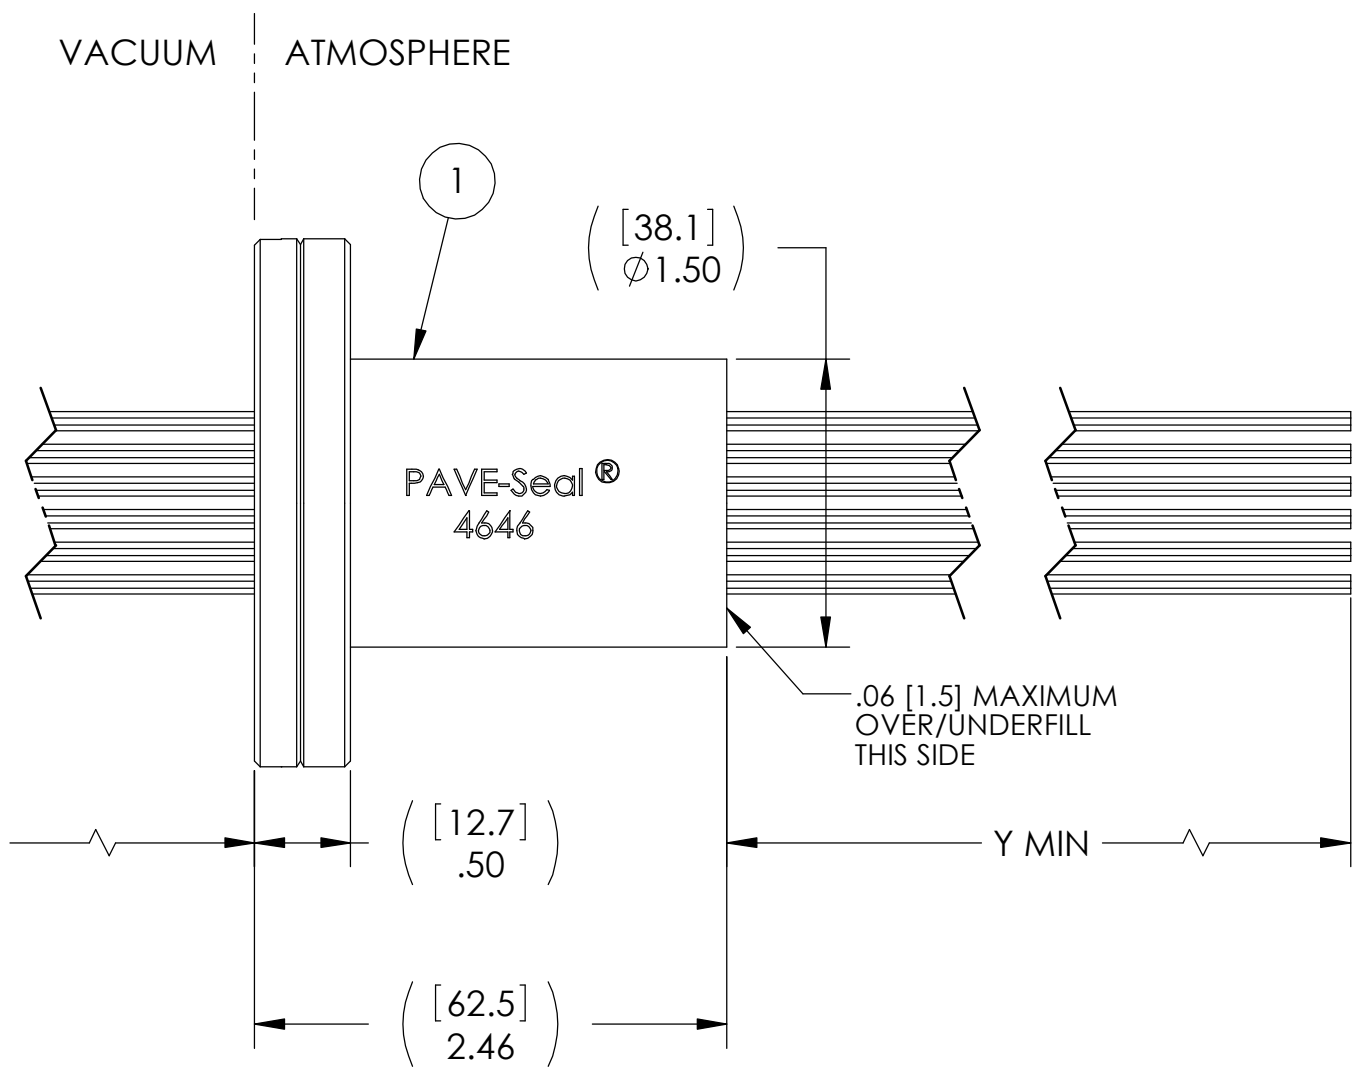 VACUUM
ATMOSPHERE
1
[38.1]
Ø1.50
PAVE-Seal®
4646
.06 [1.5] MAXIMUM
OVER/UNDERFILL
THIS SIDE
[12.7]
.50
Y MIN
[62.5]
2.46